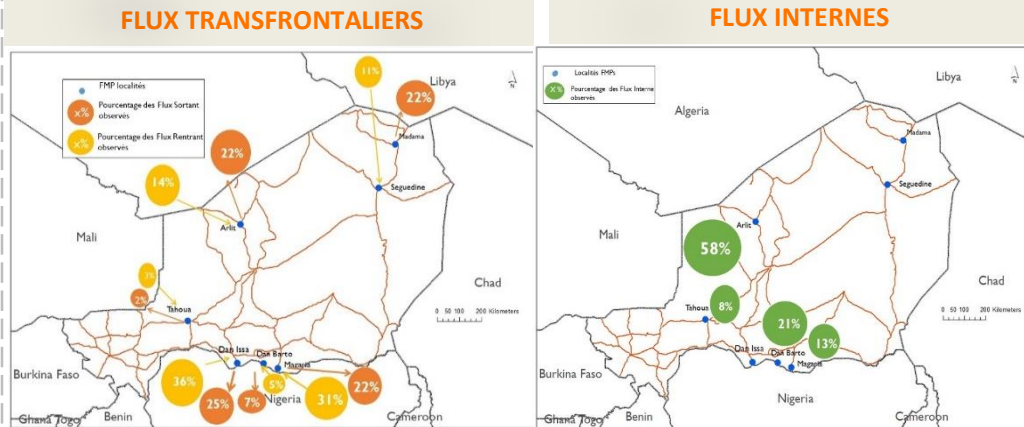 FLUX TRANSFRONTALIERS
FMP localités
X%
Pourcentage des Flux Sortant
observés
X%
Pourcentage des Flux Rentrant
observés
11%
Libya
N
22%
Madama
22%
14%
Seguedine
Arlit
Mali
3%
2%
Tahoua
Chad
0 50 100 200 Kilometers
Dan Issa
Dan Barto
Magaria
36%
25%
7%
5%
31%
22%
Burkina Faso
Nigeria
Ghana
Togo
Benin
Cameroon
FLUX INTERNES
Localités FMPs
X%
Pourcentage des Flux Interne
observés
Libya
N
Algeria
Madama
Seguedine
Arlit
Mali
58%
Chad
Tahoua
8%
21%
13%
0 50 100 200 Kilometers
Dan Issa
Dan Barto
Magaria
Burkina Faso
Nigeria
Ghana
Togo
Benin
Cameroon